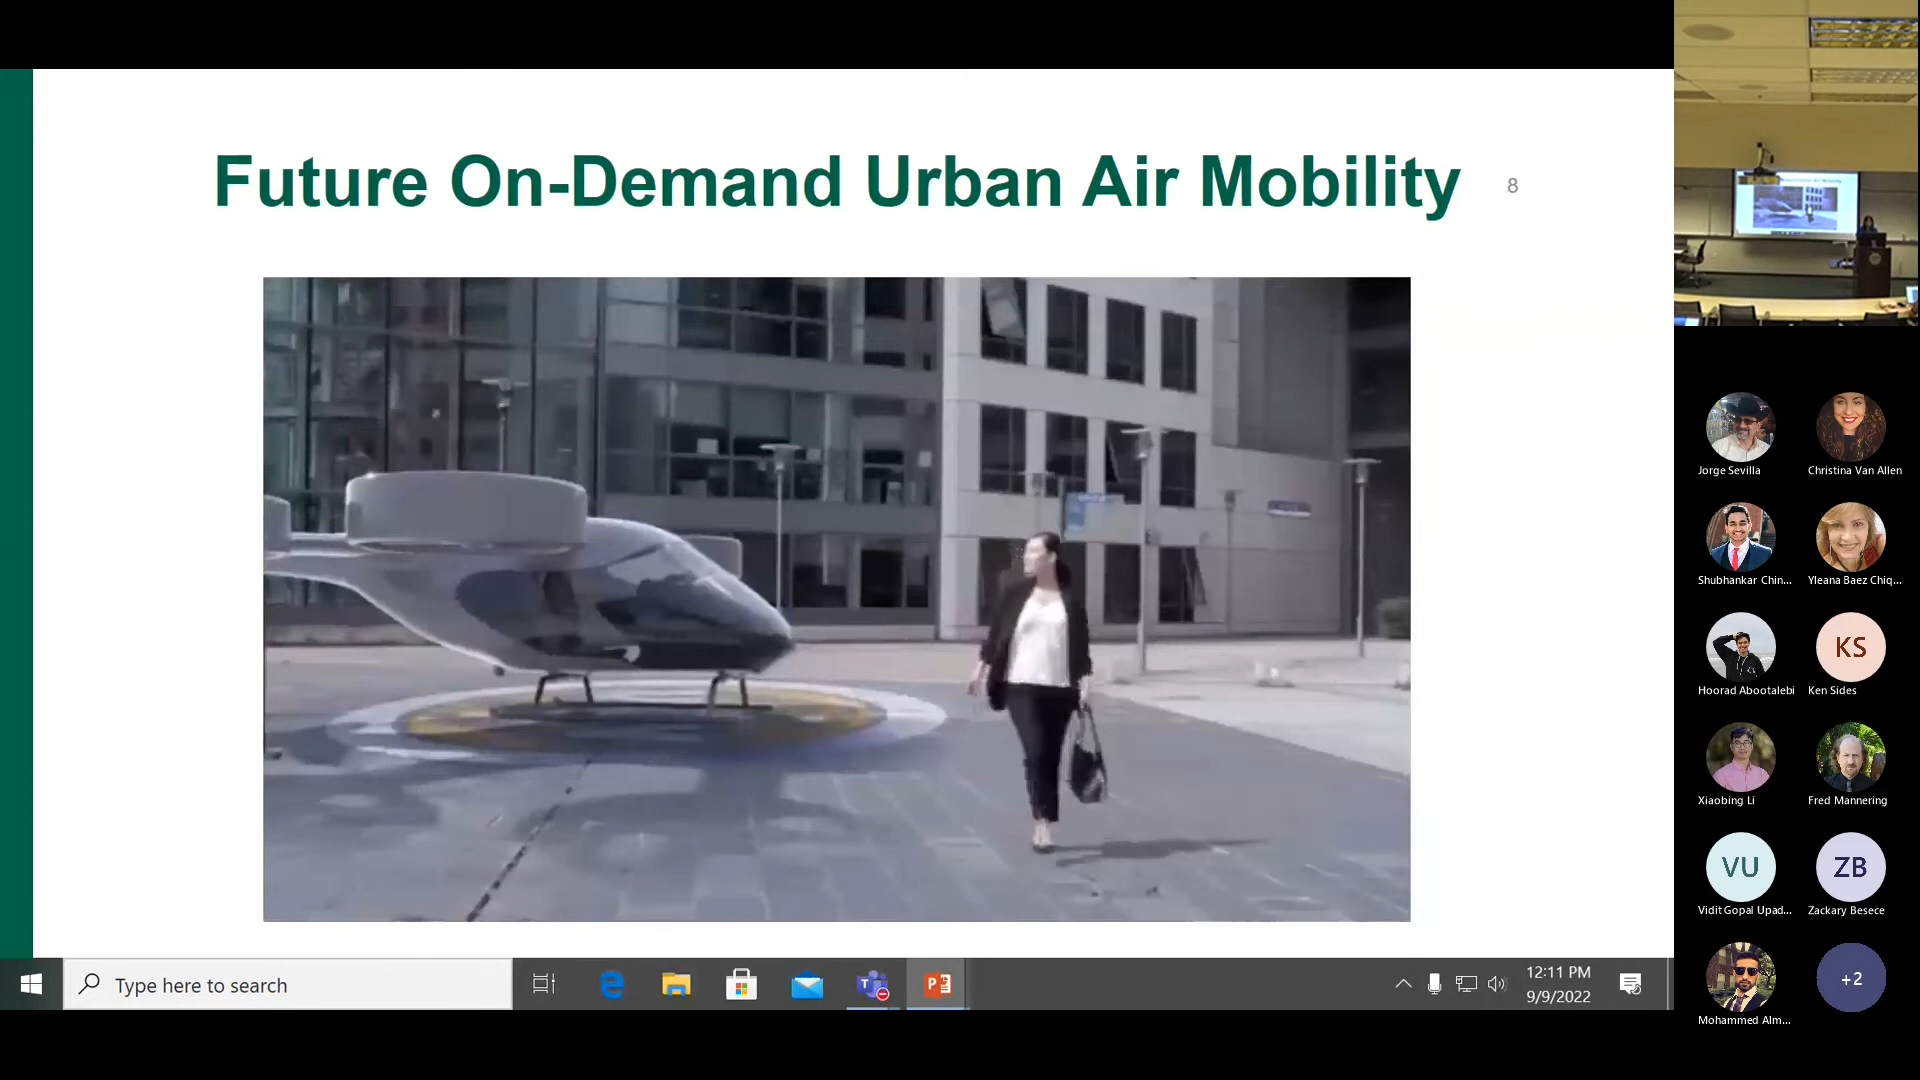 Future On-Demand Urban Air Mobility
8
Jorge Sevilla
Christina Van Allen
Shubhankar Chin...
Yleana Baez Chiq...
Hoorad Abootalebi
KS
Ken Sides
Xiaobing Li
Fred Mannering
VU
Vidit Gopal Upad...
ZB
Zackary Besece
Mohammed Alm...
+2
Type here to search
12:11 PM
9/9/2022